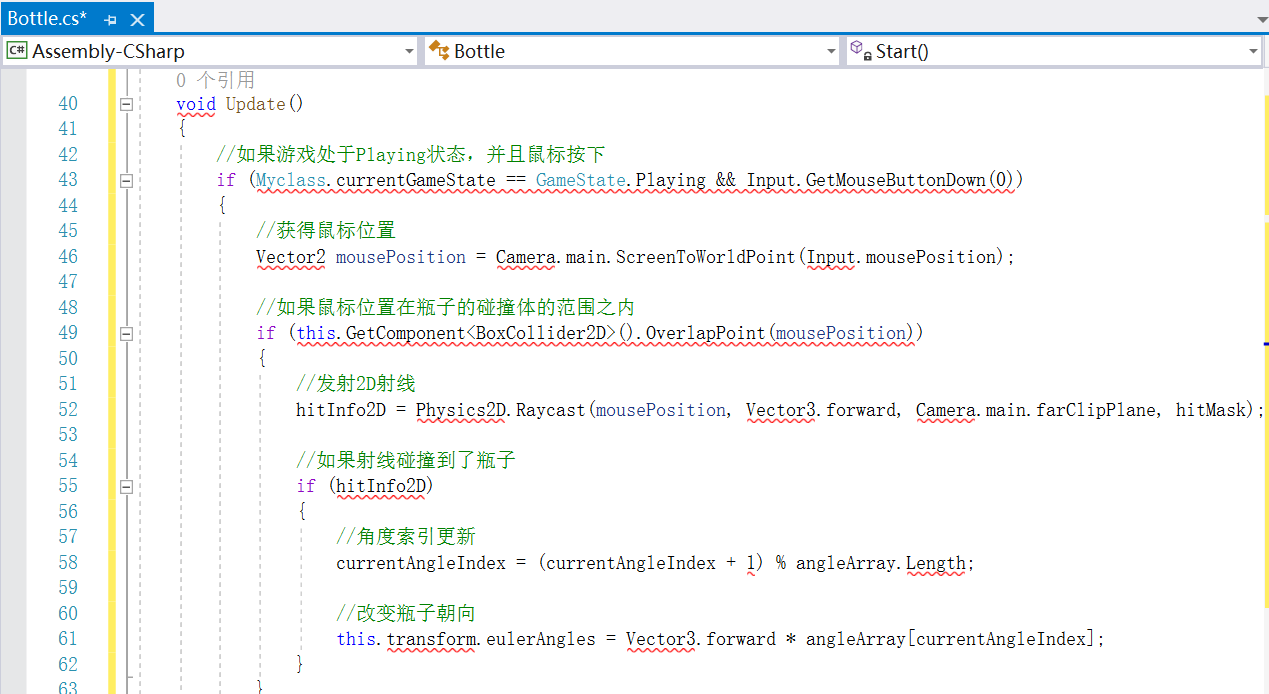 Bottle.cs*
C# Assembly-CSharp Bottle Start()
0 个引用
40 void Update()
41 {
42 //如果游戏处于Playing状态，并且鼠标按下
43 if (Myclass.currentGameState == GameState.Playing && Input.GetMouseButtonDown(0))
44 {
45 //获得鼠标位置
46 Vector2 mousePosition = Camera.main.ScreenToWorldPoint(Input.mousePosition);
47
48 //如果鼠标位置在瓶子的碰撞体的范围之内
49 if (this.GetComponent<BoxCollider2D>().OverlapPoint(mousePosition))
50 {
51 //发射2D射线
52 hitInfo2D = Physics2D.Raycast(mousePosition, Vector3.forward, Camera.main.farClipPlane, hitMask);
53
54 //如果射线碰撞到了瓶子
55 if (hitInfo2D)
56 {
57 //角度索引更新
58 currentAngleIndex = (currentAngleIndex + 1) % angleArray.Length;
59
60 //改变瓶子朝向
61 this.transform.eulerAngles = Vector3.forward * angleArray[currentAngleIndex];
62 }
63 }